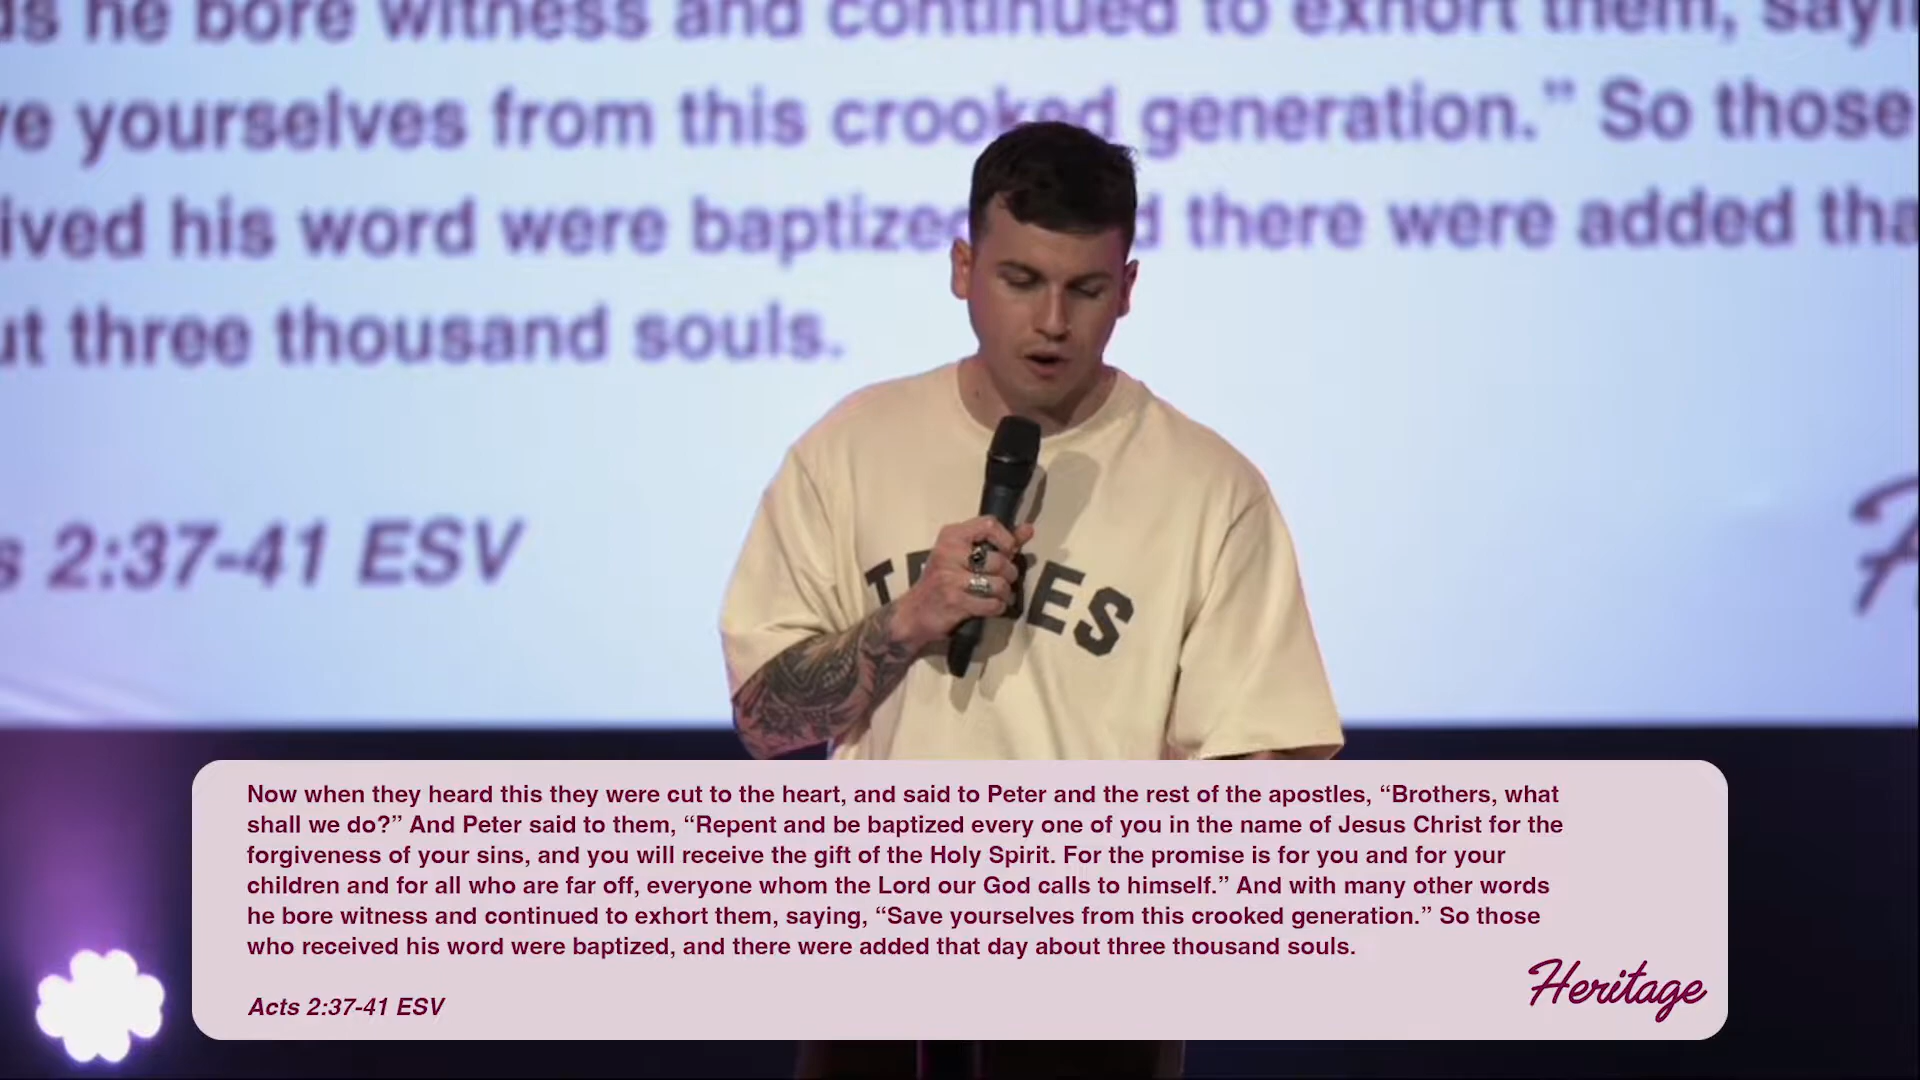 ds he bore witness and continued to exhort them, sayi
ve yourselves from this crooked generation.” So those
ived his word were baptized d there were added tha
ut three thousand souls.
s 2:37-41 ESV
Now when they heard this they were cut to the heart, and said to Peter and the rest of the apostles, “Brothers, what
shall we do?” And Peter said to them, “Repent and be baptized every one of you in the name of Jesus Christ for the
forgiveness of your sins, and you will receive the gift of the Holy Spirit. For the promise is for you and for your
children and for all who are far off, everyone whom the Lord our God calls to himself.” And with many other words
he bore witness and continued to exhort them, saying, “Save yourselves from this crooked generation.” So those
who received his word were baptized, and there were added that day about three thousand souls.
Acts 2:37-41 ESV
Heritage